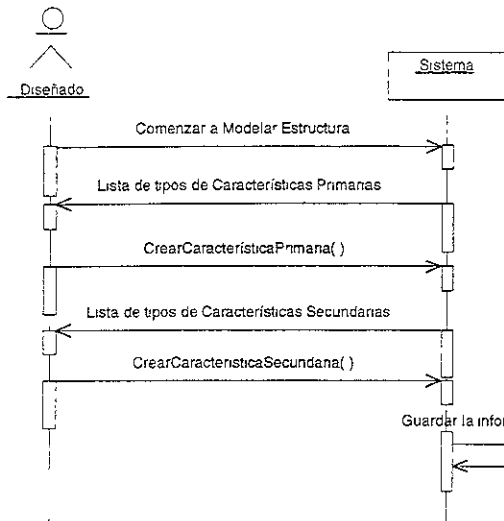 Diseñado
Sistema
Comenzar a Modelar Estructura
Lista de tipos de Características Primarias
CrearCaracterísticaPrimaria( )
Lista de tipos de Características Secundarias
CrearCaracteristicaSecundaria( )
Guardar la infor